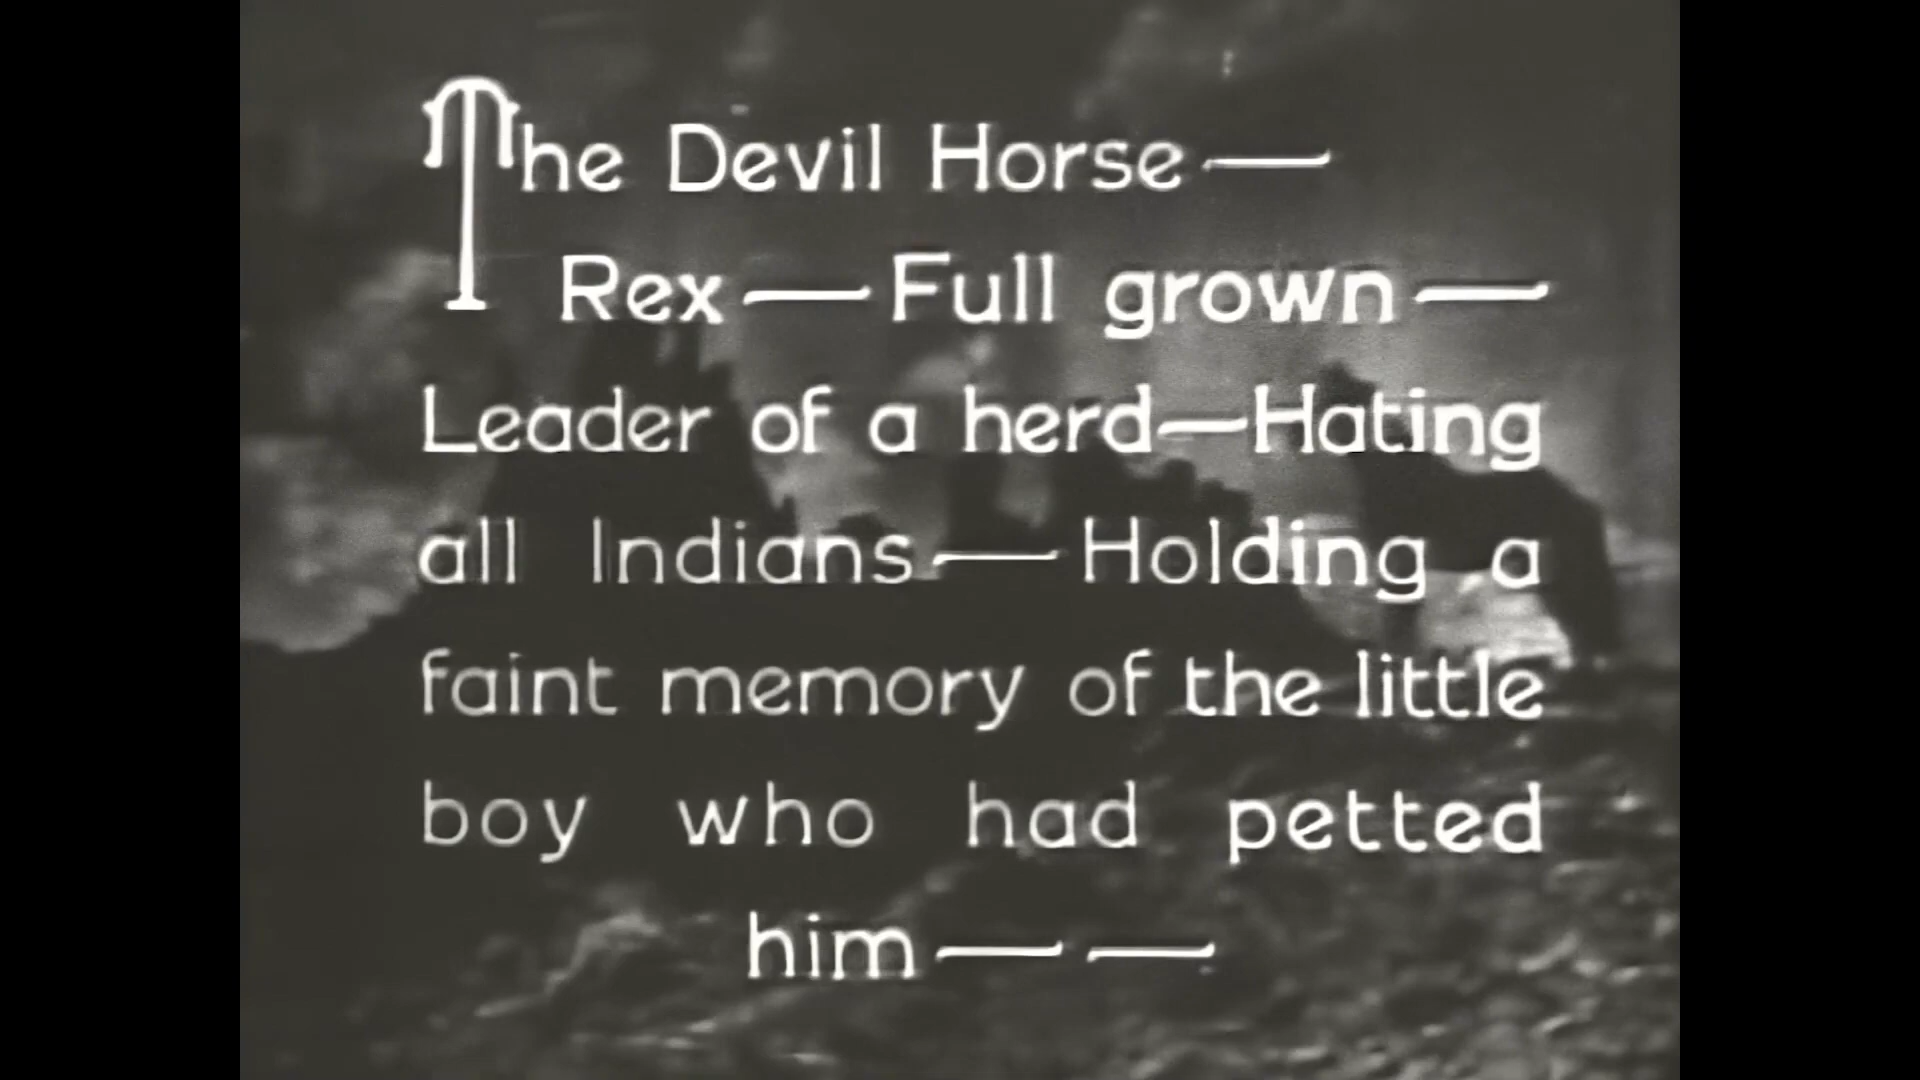 The Devil Horse—
Rex—Full grown—
Leader of a herd—Hating
all Indians—Holding a
faint memory of the little
boy who had petted
him— —